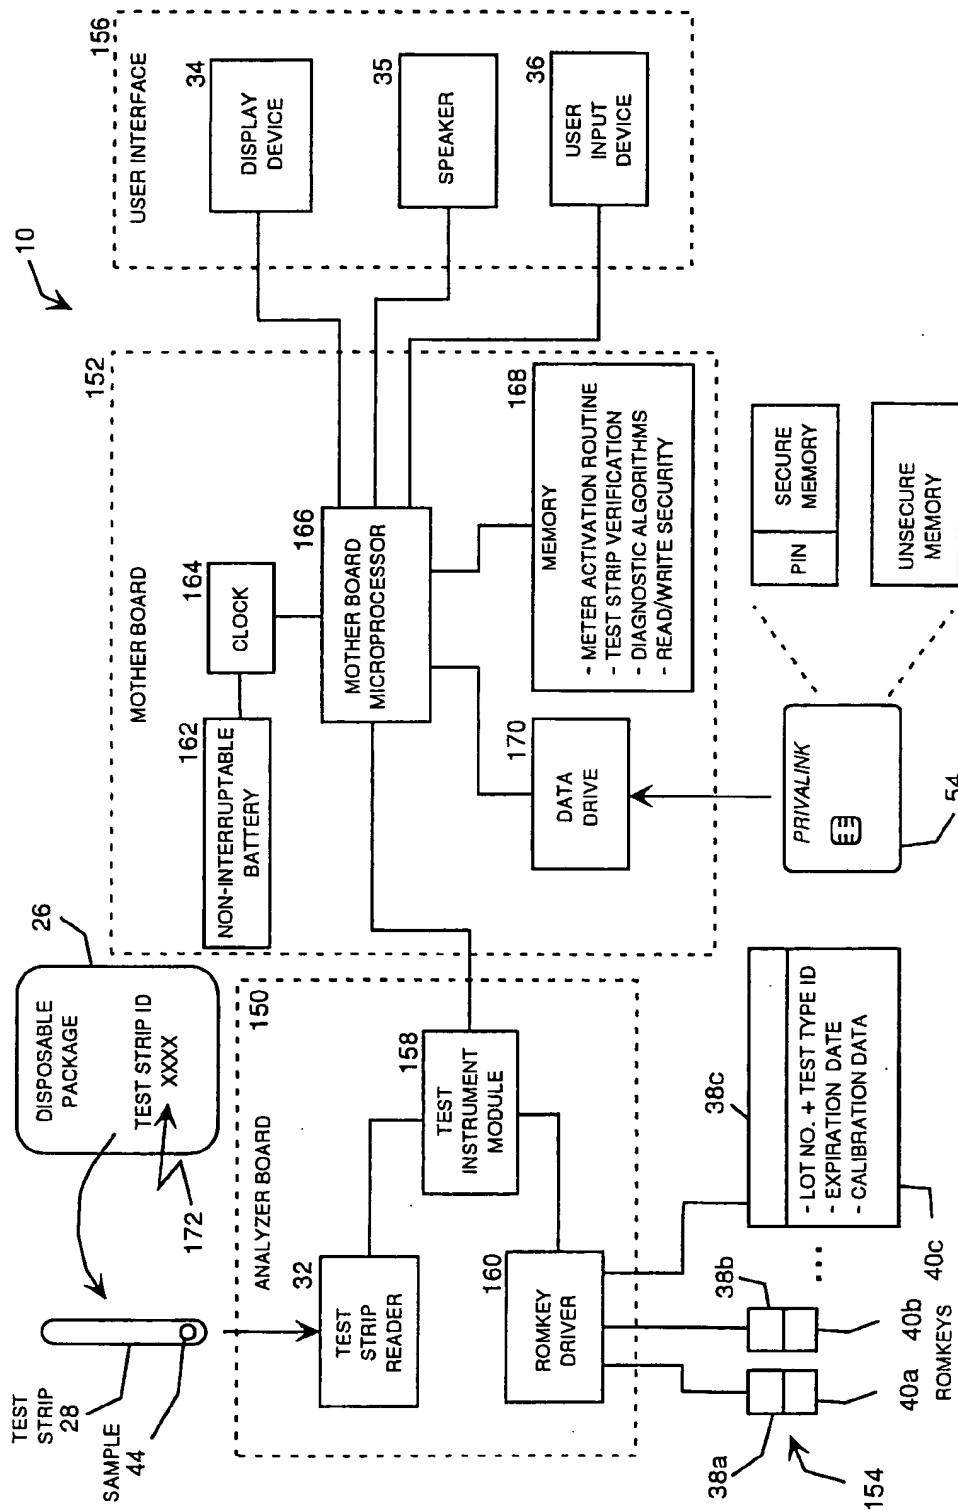 10
TEST
STRIP
28
SAMPLE
44
172
26
DISPOSABLE
PACKAGE
TEST STRIP ID
XXXX
ANALYZER BOARD
150
32
TEST
STRIP
READER
158
TEST
INSTRUMENT
MODULE
160
ROMKEY
DRIVER
38a
38b
38c
- LOT NO. + TEST TYPE ID
- EXPIRATION DATE
- CALIBRATION DATA
...
154
40a
40b
40c
ROMKEYS
MOTHER BOARD
152
162
NON-INTERRUPTABLE
BATTERY
164
CLOCK
166
MOTHER BOARD
MICROPROCESSOR
170
DATA
DRIVE
168
MEMORY
- METER ACTIVATION ROUTINE
- TEST STRIP VERIFICATION
- DIAGNOSTIC ALGORITHMS
- READ/WRITE SECURITY
PRIVALINK
54
PIN
SECURE
MEMORY
UNSECURE
MEMORY
USER INTERFACE
156
34
DISPLAY
DEVICE
35
SPEAKER
36
USER
INPUT
DEVICE